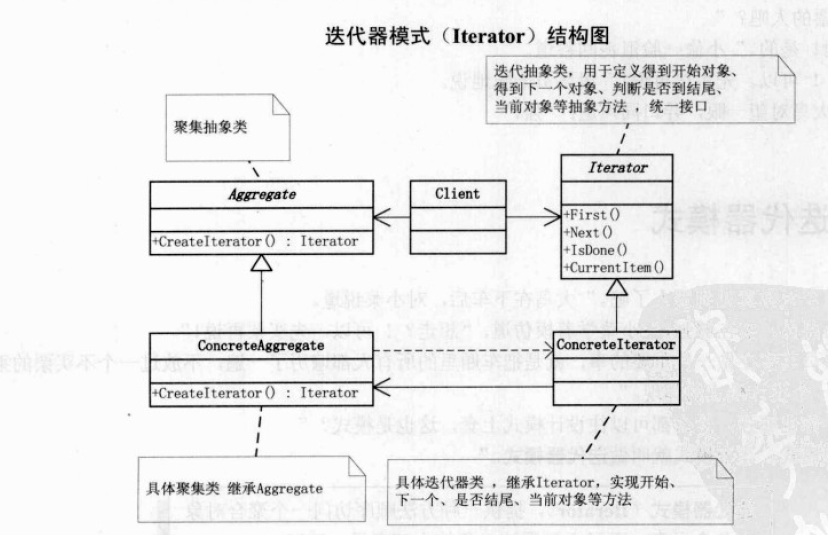 迭代器模式（Iterator）结构图
迭代抽象类，用于定义得到开始对象、
得到下一个对象、判断是否到结尾、
当前对象等抽象方法 ，统一接口
聚集抽象类
Aggregate
+CreateIterator() : Iterator
Client
Iterator
+First()
+Next()
+IsDone()
+CurrentItem()
ConcreteAggregate
+CreateIterator() : Iterator
ConcreteIterator
具体聚集类 继承Aggregate
具体迭代器类 ，继承Iterator，实现开始、
下一个、是否结尾、当前对象等方法